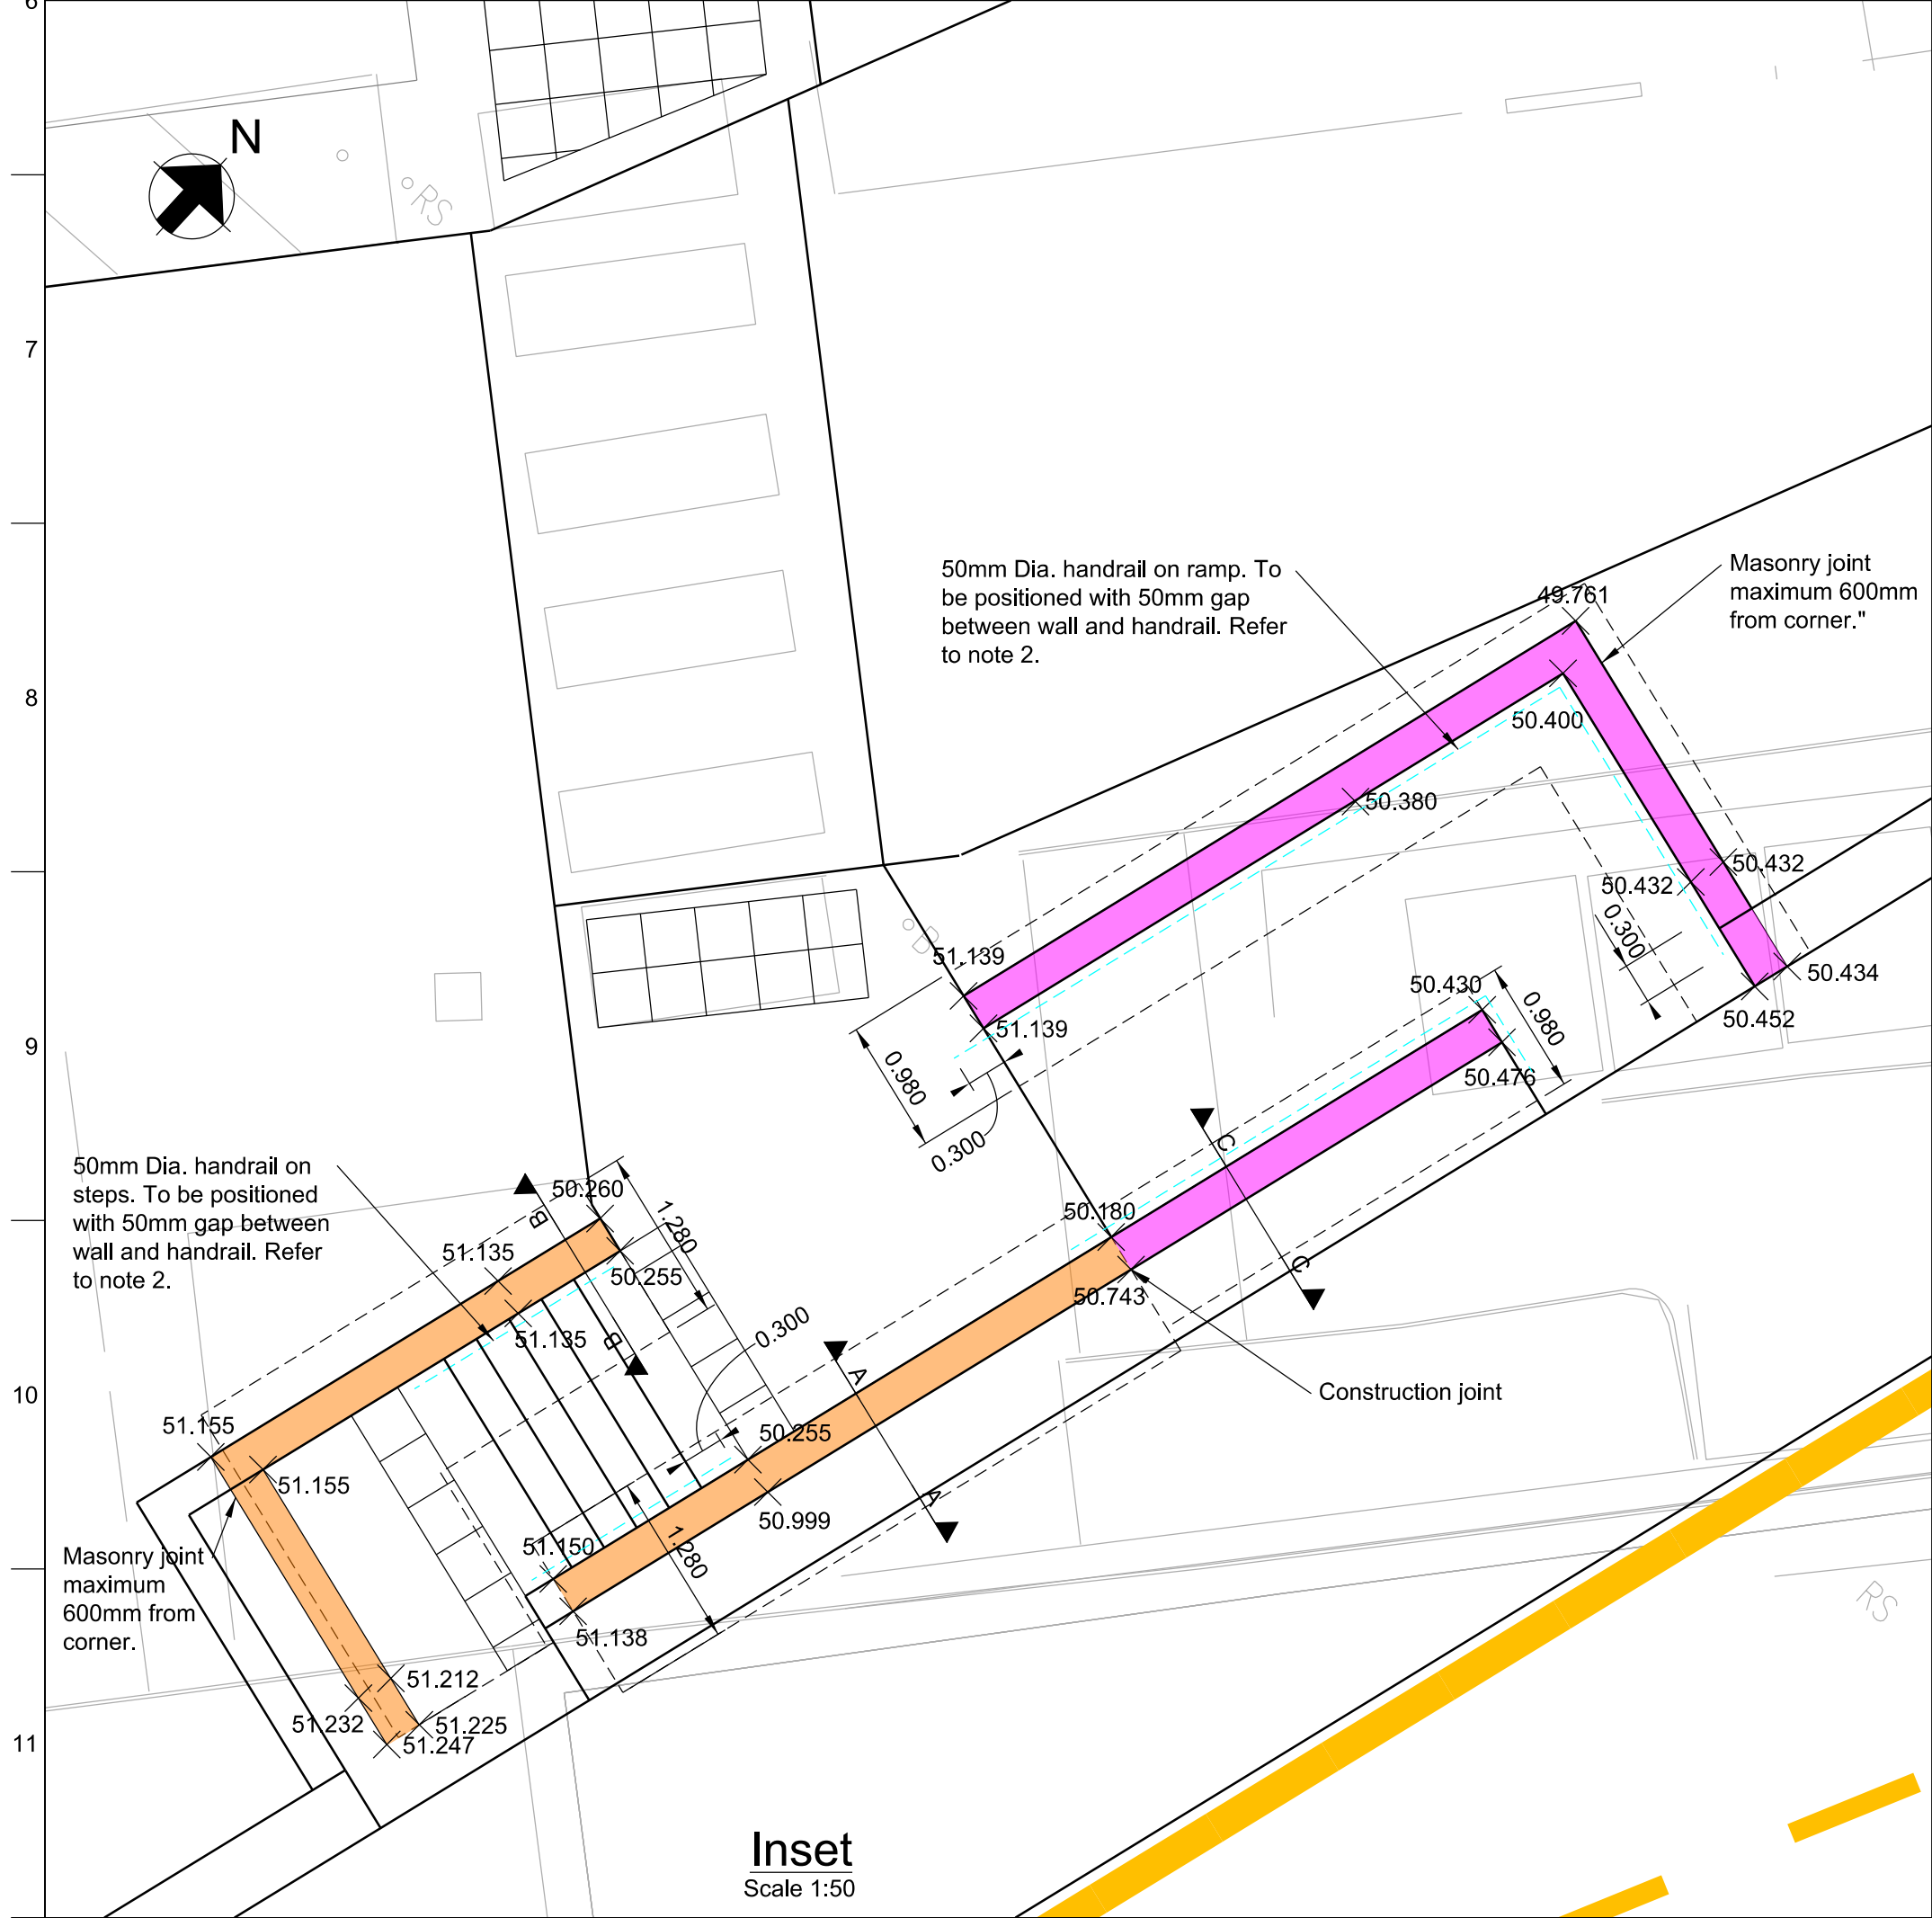 6
N
RS
7
50mm Dia. handrail on ramp. To
be positioned with 50mm gap
between wall and handrail. Refer
to note 2.
Masonry joint
maximum 600mm
from corner."
49.761
8
50.400
50.380
50.432
50.432
0.300
B
51.139
50.434
50.430
0.980
50.452
51.139
9
0.980
50.476
0.300
C
50mm Dia. handrail on
steps. To be positioned
with 50mm gap between
wall and handrail. Refer
to note 2.
50.260
B
1.280
50.180
51.135
50.255
C
50.743
51.135
B
0.300
A
10
Construction joint
51.155
50.255
51.155
A
50.999
51.150
1.280
Masonry joint
maximum
600mm from
corner.
RS
51.138
51.212
51.232
51.225
51.247
11
Inset
Scale 1:50